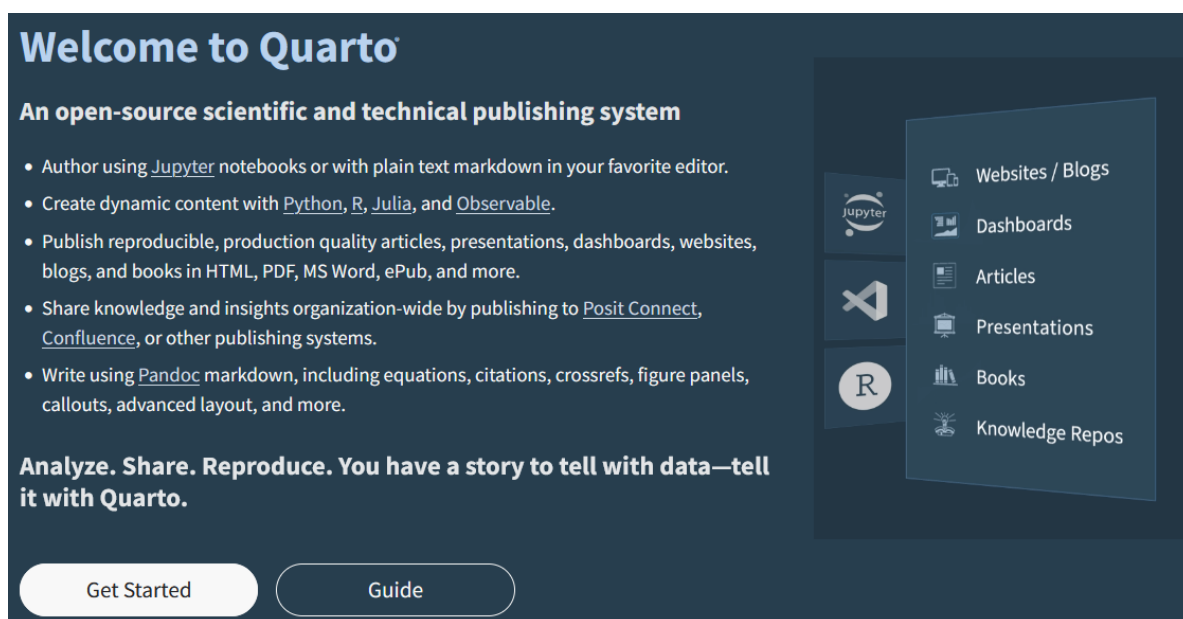 Welcome to Quarto®
An open-source scientific and technical publishing system
• Author using Jupyter notebooks or with plain text markdown in your favorite editor.
• Create dynamic content with Python, R, Julia, and Observable.
• Publish reproducible, production quality articles, presentations, dashboards, websites,
blogs, and books in HTML, PDF, MS Word, ePub, and more.
• Share knowledge and insights organization-wide by publishing to Posit Connect,
Confluence, or other publishing systems.
• Write using Pandoc markdown, including equations, citations, crossrefs, figure panels,
callouts, advanced layout, and more.
Analyze. Share. Reproduce. You have a story to tell with data—tell
it with Quarto.
Get Started
Guide
Jupyter
R
Websites / Blogs
Dashboards
Articles
Presentations
Books
Knowledge Repos